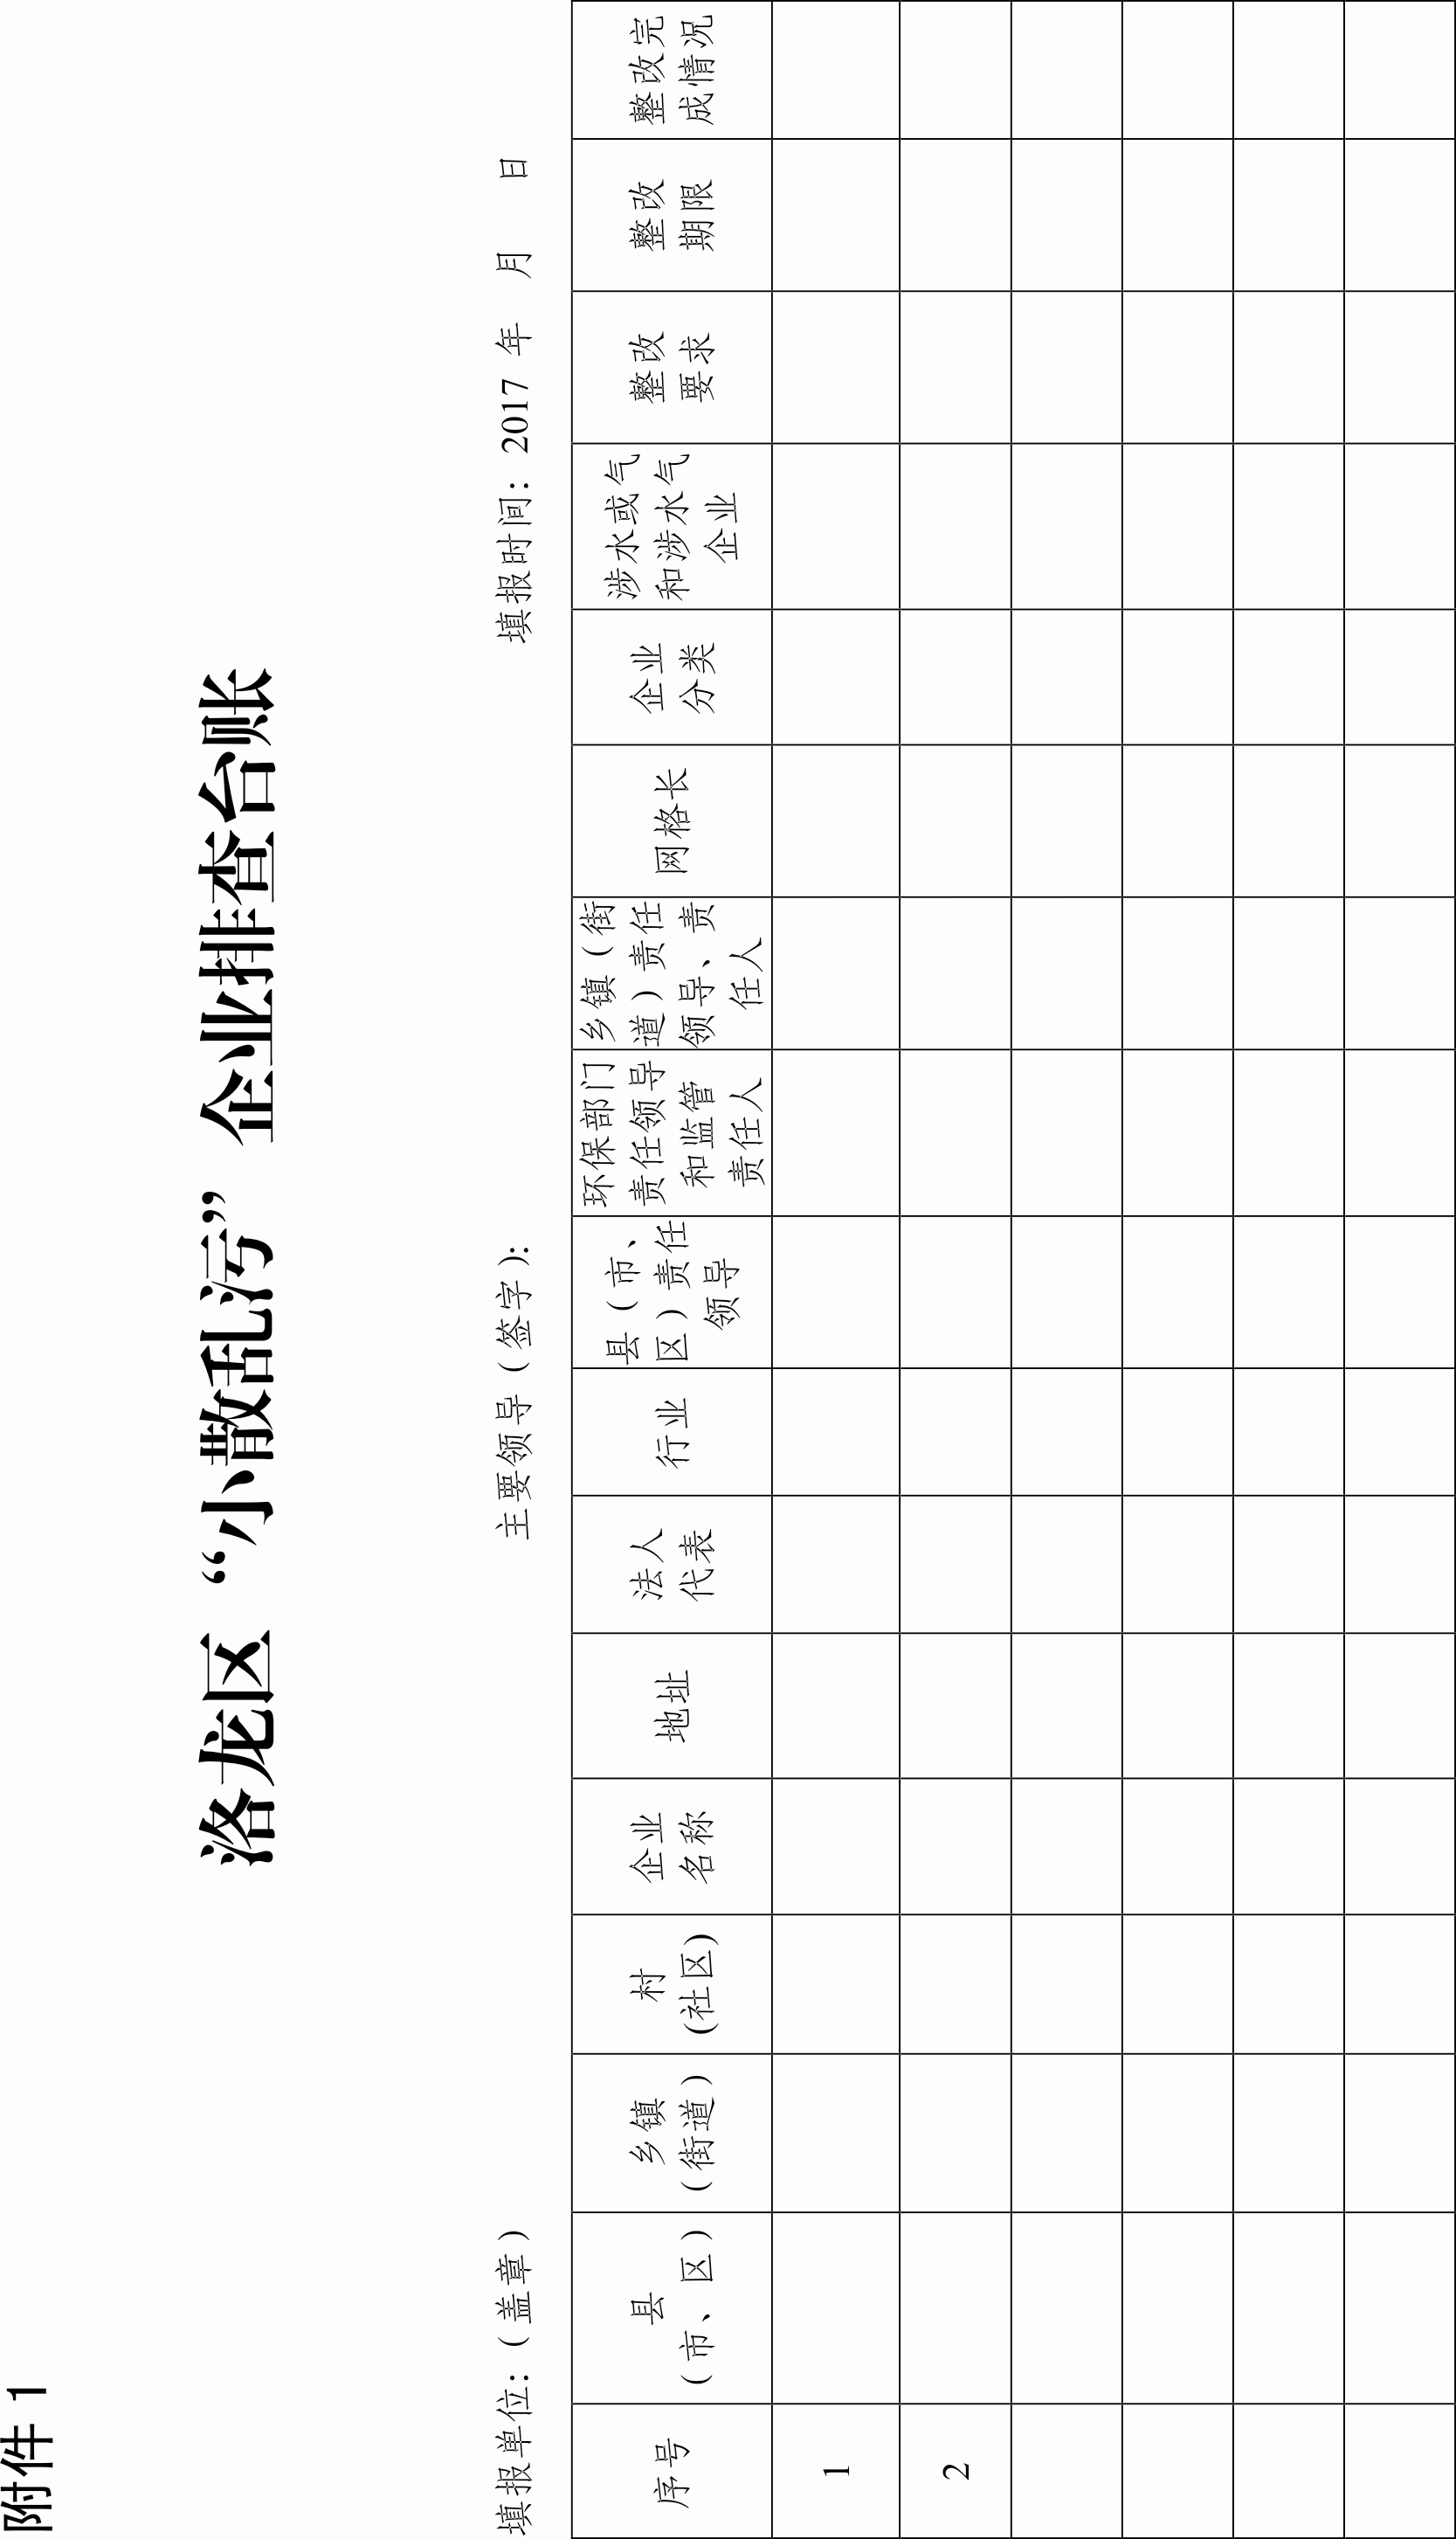 附件 1
洛龙区 “小散乱污” 企业排查台账
填报单位：（盖章） 主要领导（签字）： 填报时间：2017 年 月 日
序号
县
（市、区）
乡镇
（街道）
村
(社区)
企业
名称
地址
法人
代表
行业
县（市、
区）责任
领导
环保部门
责任领导
和监管
责任人
乡镇（街
道）责任
领导、责
任人
网格长
企业
分类
涉水或气
和涉水气
企业
整改
要求
整改
期限
整改完
成情况
1
2